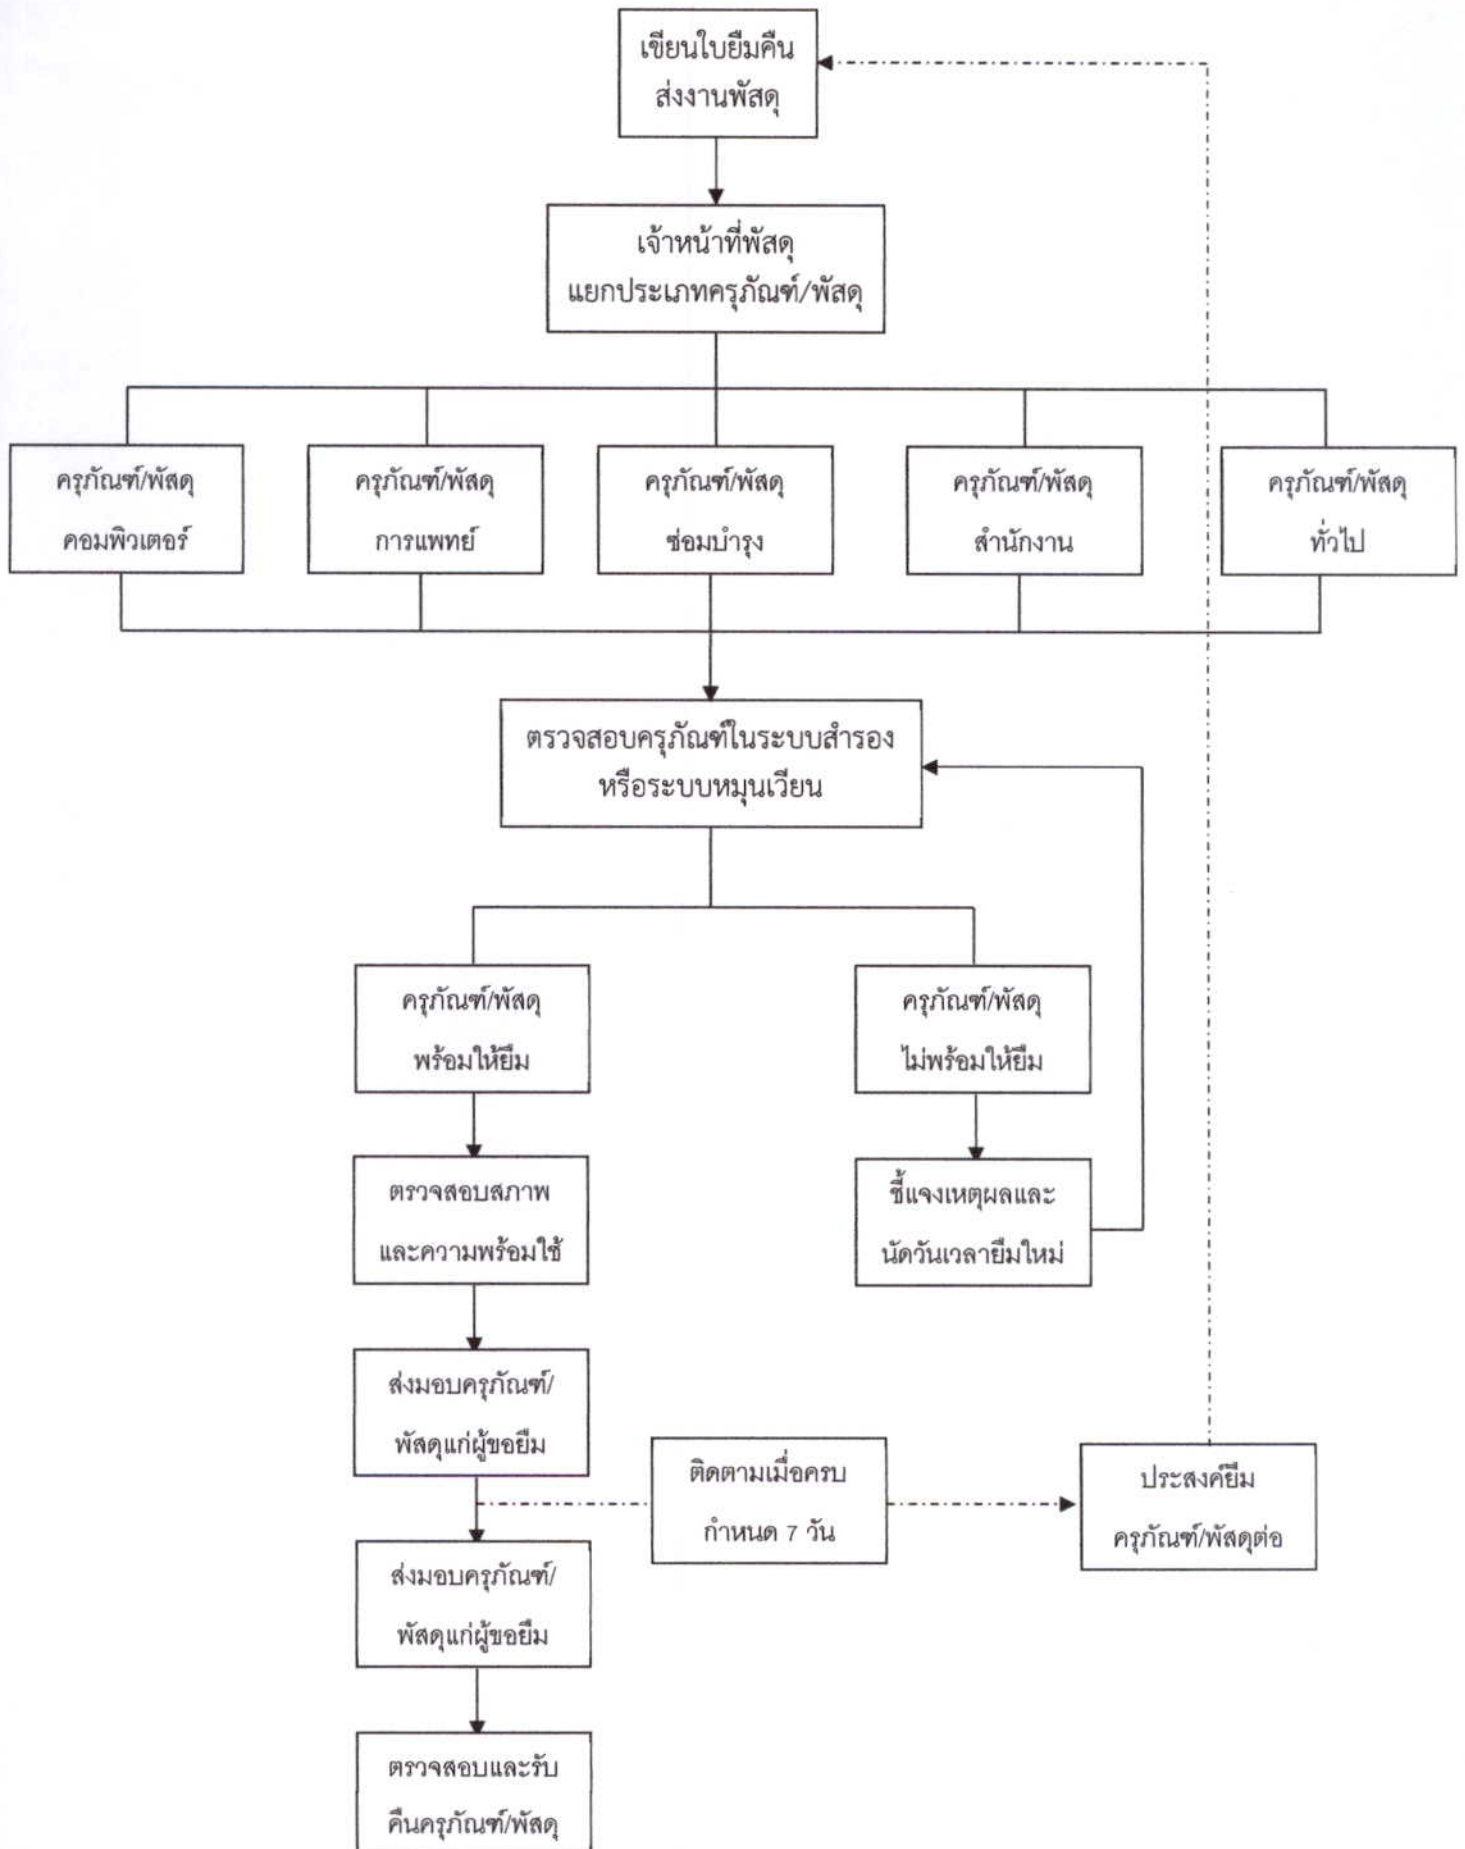 เขียนใบยืมคืน
ส่งงานพัสดุ
เจ้าหน้าที่พัสดุ
แยกประเภทครุภัณฑ์/พัสดุ
ครุภัณฑ์/พัสดุ
คอมพิวเตอร์
ครุภัณฑ์/พัสดุ
การแพทย์
ครุภัณฑ์/พัสดุ
ซ่อมบำรุง
ครุภัณฑ์/พัสดุ
สำนักงาน
ครุภัณฑ์/พัสดุ
ทั่วไป
ตรวจสอบครุภัณฑ์ในระบบสำรอง
หรือระบบหมุนเวียน
ครุภัณฑ์/พัสดุ
พร้อมให้ยืม
ครุภัณฑ์/พัสดุ
ไม่พร้อมให้ยืม
ตรวจสอบสภาพ
และความพร้อมใช้
ชี้แจงเหตุผลและ
นัดวันเวลายืมใหม่
ส่งมอบครุภัณฑ์/
พัสดุแก่ผู้ขอยืม
ติดตามเมื่อครบ
กำหนด 7 วัน
ประสงค์ยืม
ครุภัณฑ์/พัสดุต่อ
ส่งมอบครุภัณฑ์/
พัสดุแก่ผู้ขอยืม
ตรวจสอบและรับ
คืนครุภัณฑ์/พัสดุ